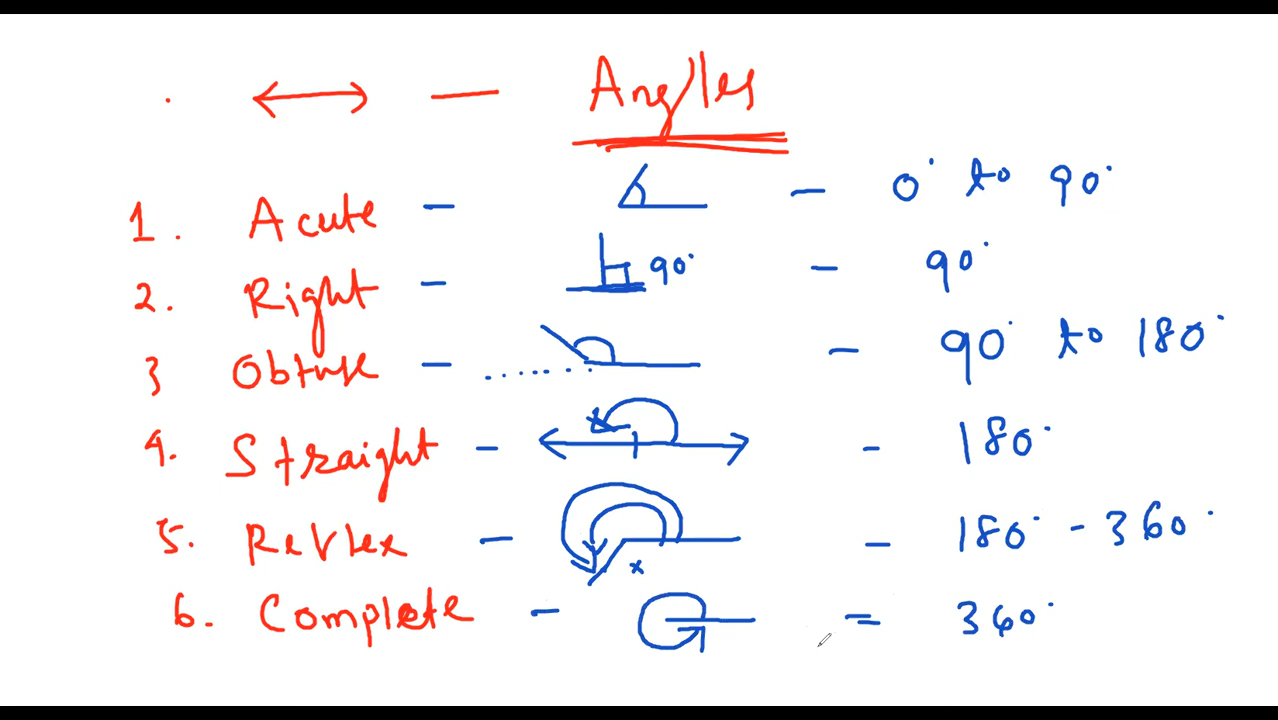 Angles
1. Acute - - 0° to 90°
2. Right - 90° - 90°
3 Obtuse - - 90° to 180°
4. Straight - - 180°
5. Reflex - x - 180° - 360°
6. Complete - = 360°